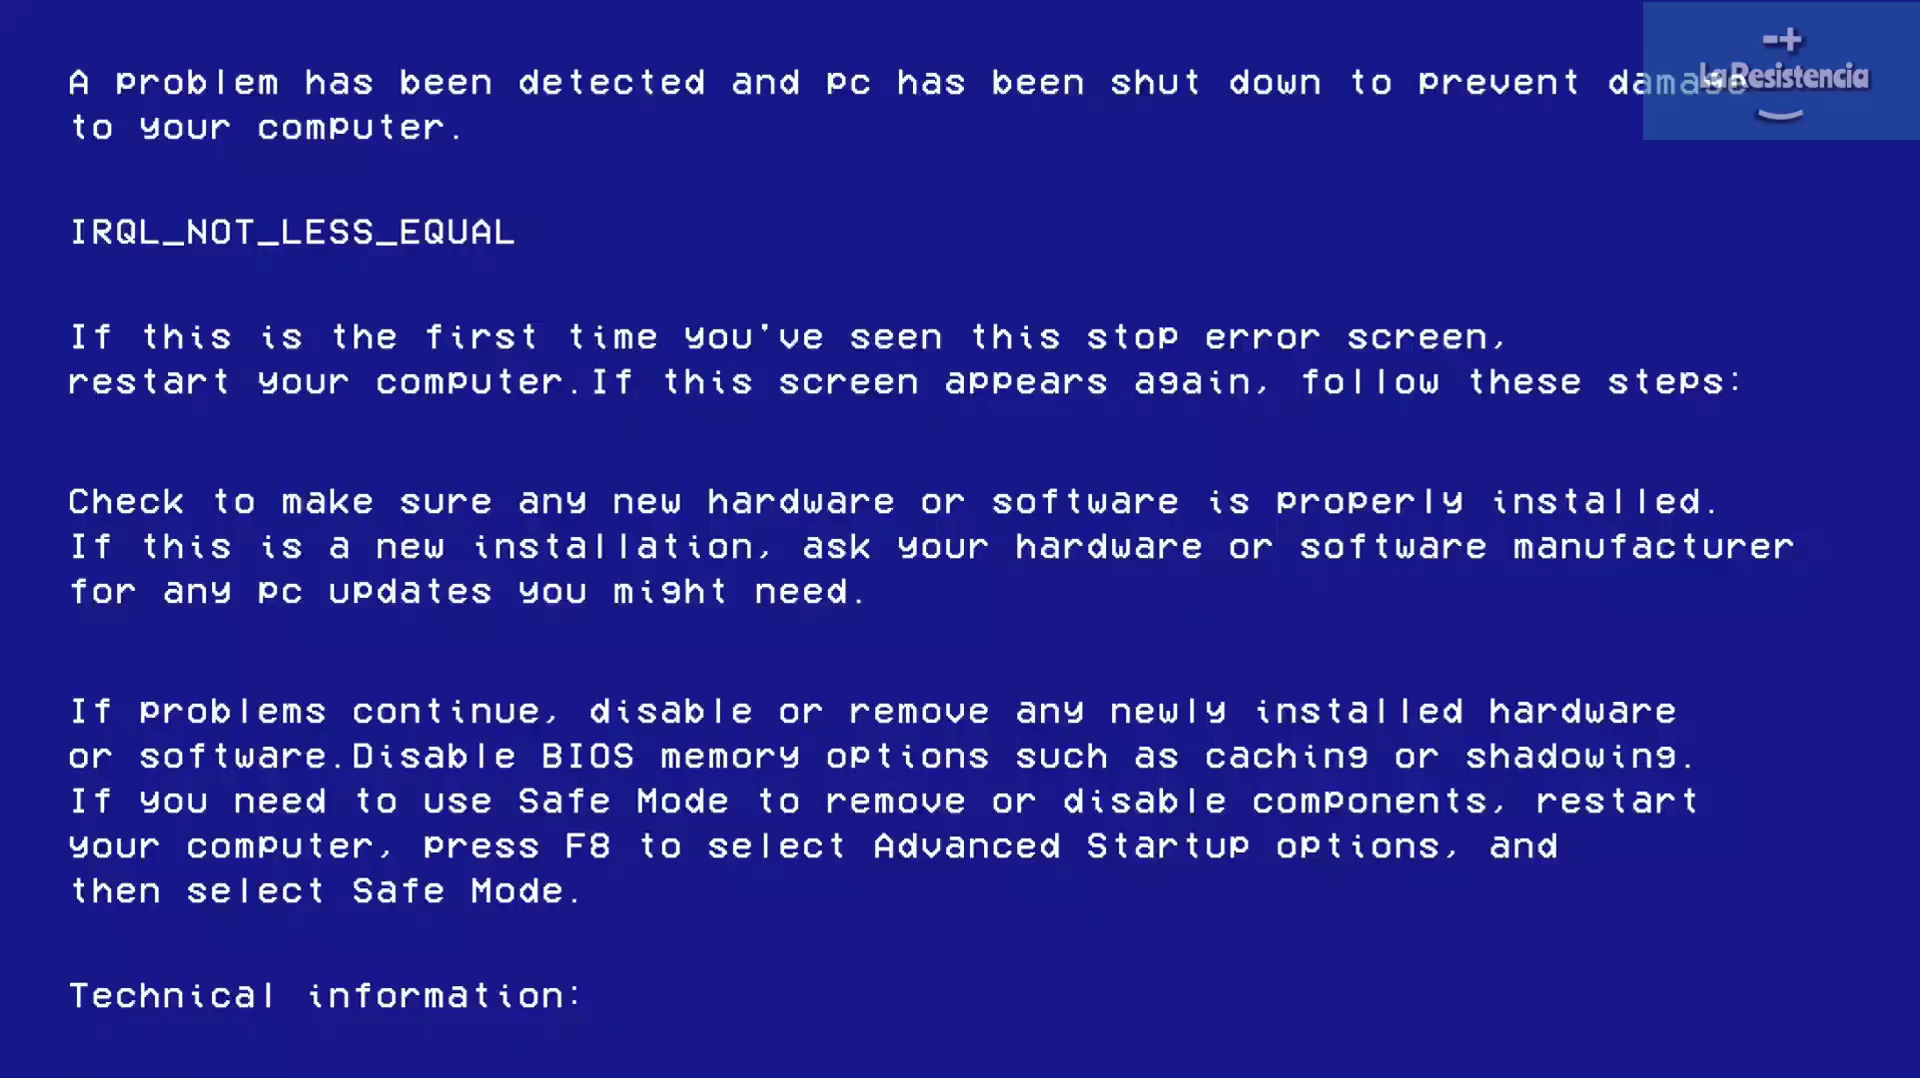 A problem has been detected and pc has been shut down to prevent damage
to your computer.
-+
LaResistencia
IRQL_NOT_LESS_EQUAL
If this is the first time you've seen this stop error screen,
restart your computer.If this screen appears again, follow these steps:
Check to make sure any new hardware or software is properly installed.
If this is a new installation, ask your hardware or software manufacturer
for any pc updates you might need.
If problems continue, disable or remove any newly installed hardware
or software.Disable BIOS memory options such as caching or shadowing.
If you need to use Safe Mode to remove or disable components, restart
your computer, press F8 to select Advanced Startup options, and
then select Safe Mode.
Technical information: